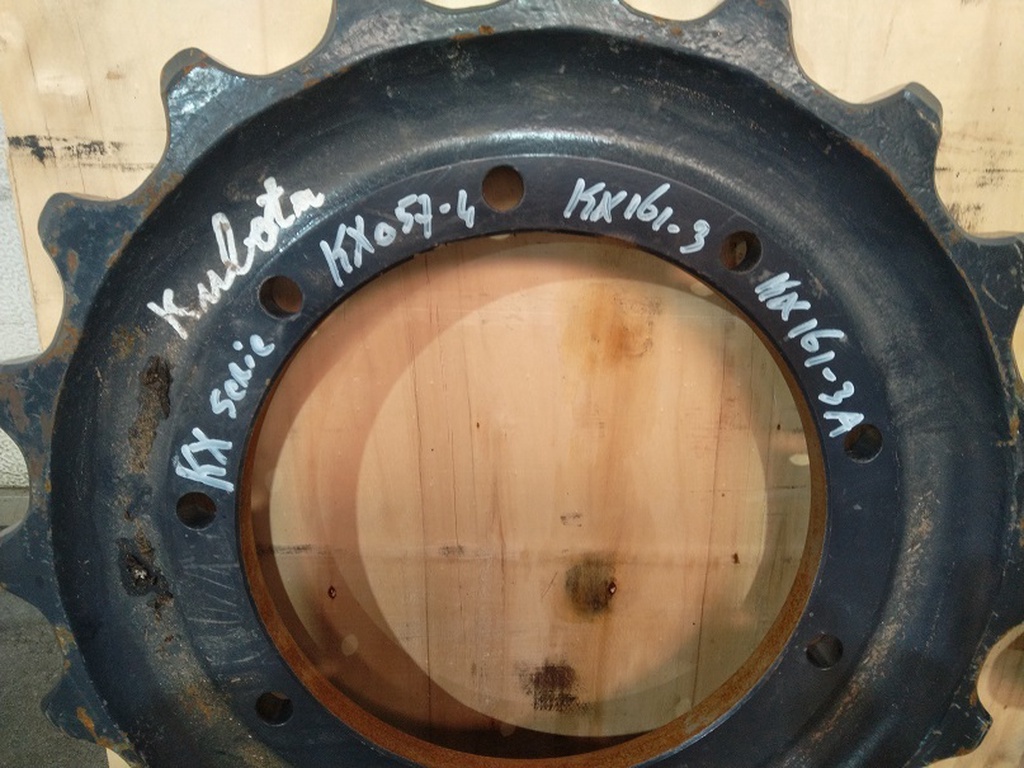 Kubota
KX serie
KX057-4
KX161-3
KX161-3A